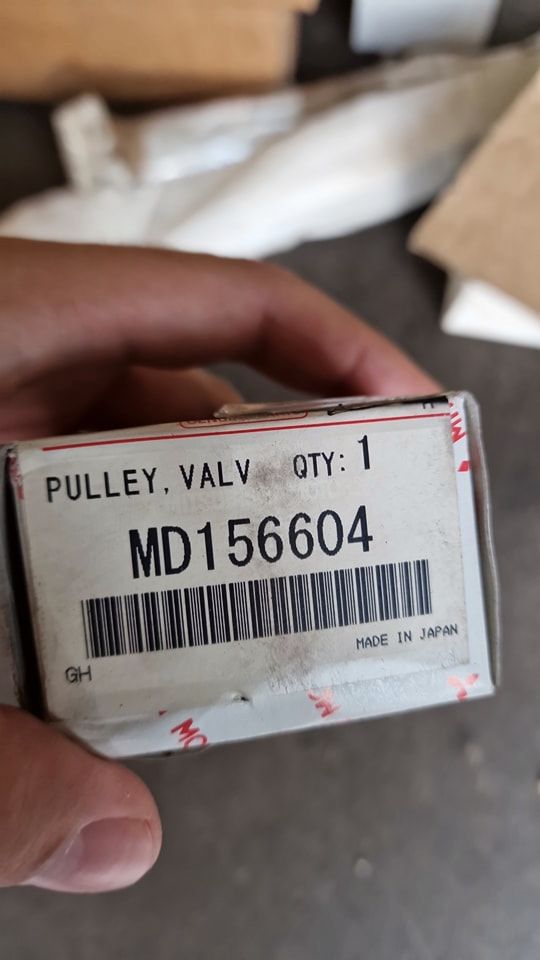 PULLEY, VALV QTY: 1
MD156604
MADE IN JAPAN
GH